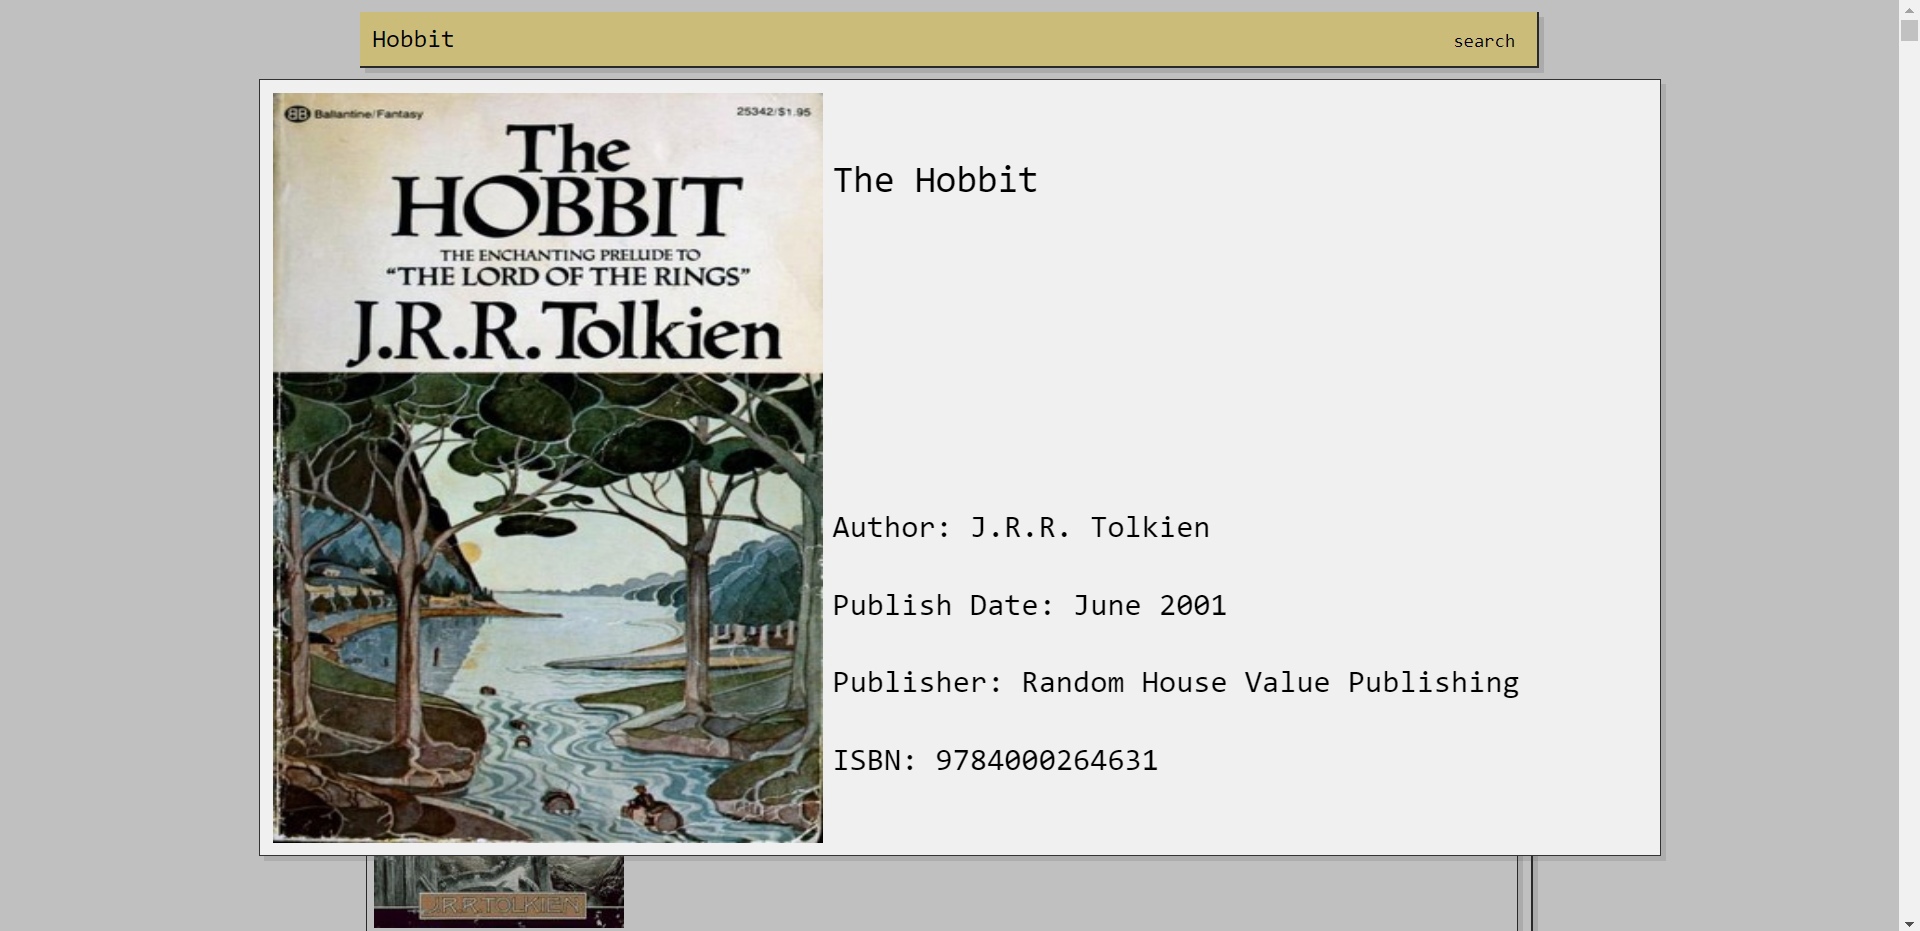 Hobbit
search
BB Ballantine/Fantasy
25342/$1.95
The
HOBBIT
THE ENCHANTING PRELUDE TO
“THE LORD OF THE RINGS”
J.R.R. Tolkien
The Hobbit
Author: J.R.R. Tolkien
Publish Date: June 2001
Publisher: Random House Value Publishing
ISBN: 9784000264631
J.R.R. TOLKIEN